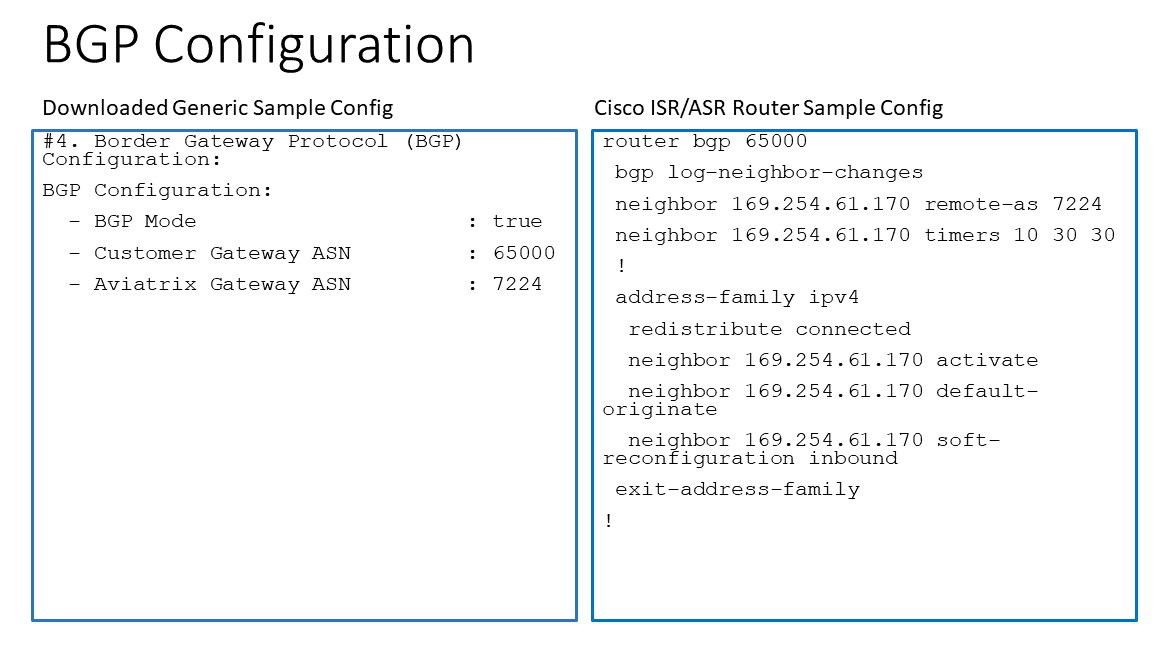 BGP Configuration
Downloaded Generic Sample Config
#4. Border Gateway Protocol (BGP)
Configuration:
BGP Configuration:
- BGP Mode : true
- Customer Gateway ASN : 65000
- Aviatrix Gateway ASN : 7224
Cisco ISR/ASR Router Sample Config
router bgp 65000
bgp log-neighbor-changes
neighbor 169.254.61.170 remote-as 7224
neighbor 169.254.61.170 timers 10 30 30
!
address-family ipv4
redistribute connected
neighbor 169.254.61.170 activate
neighbor 169.254.61.170 default-
originate
neighbor 169.254.61.170 soft-
reconfiguration inbound
exit-address-family
!